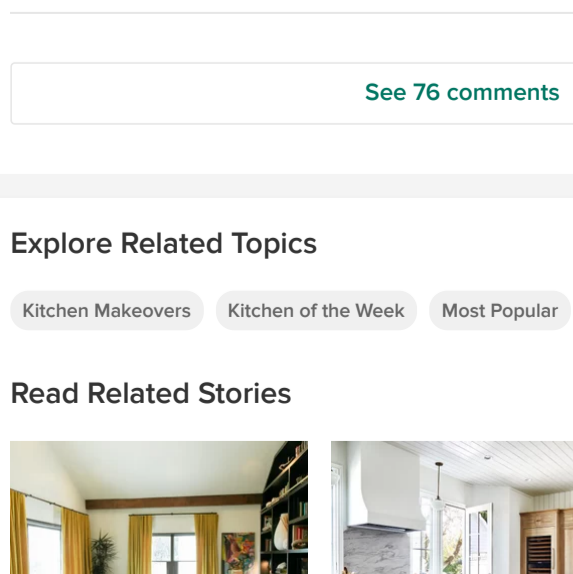 See 76 comments
Explore Related Topics
Kitchen Makeovers
Kitchen of the Week
Most Popular
Read Related Stories